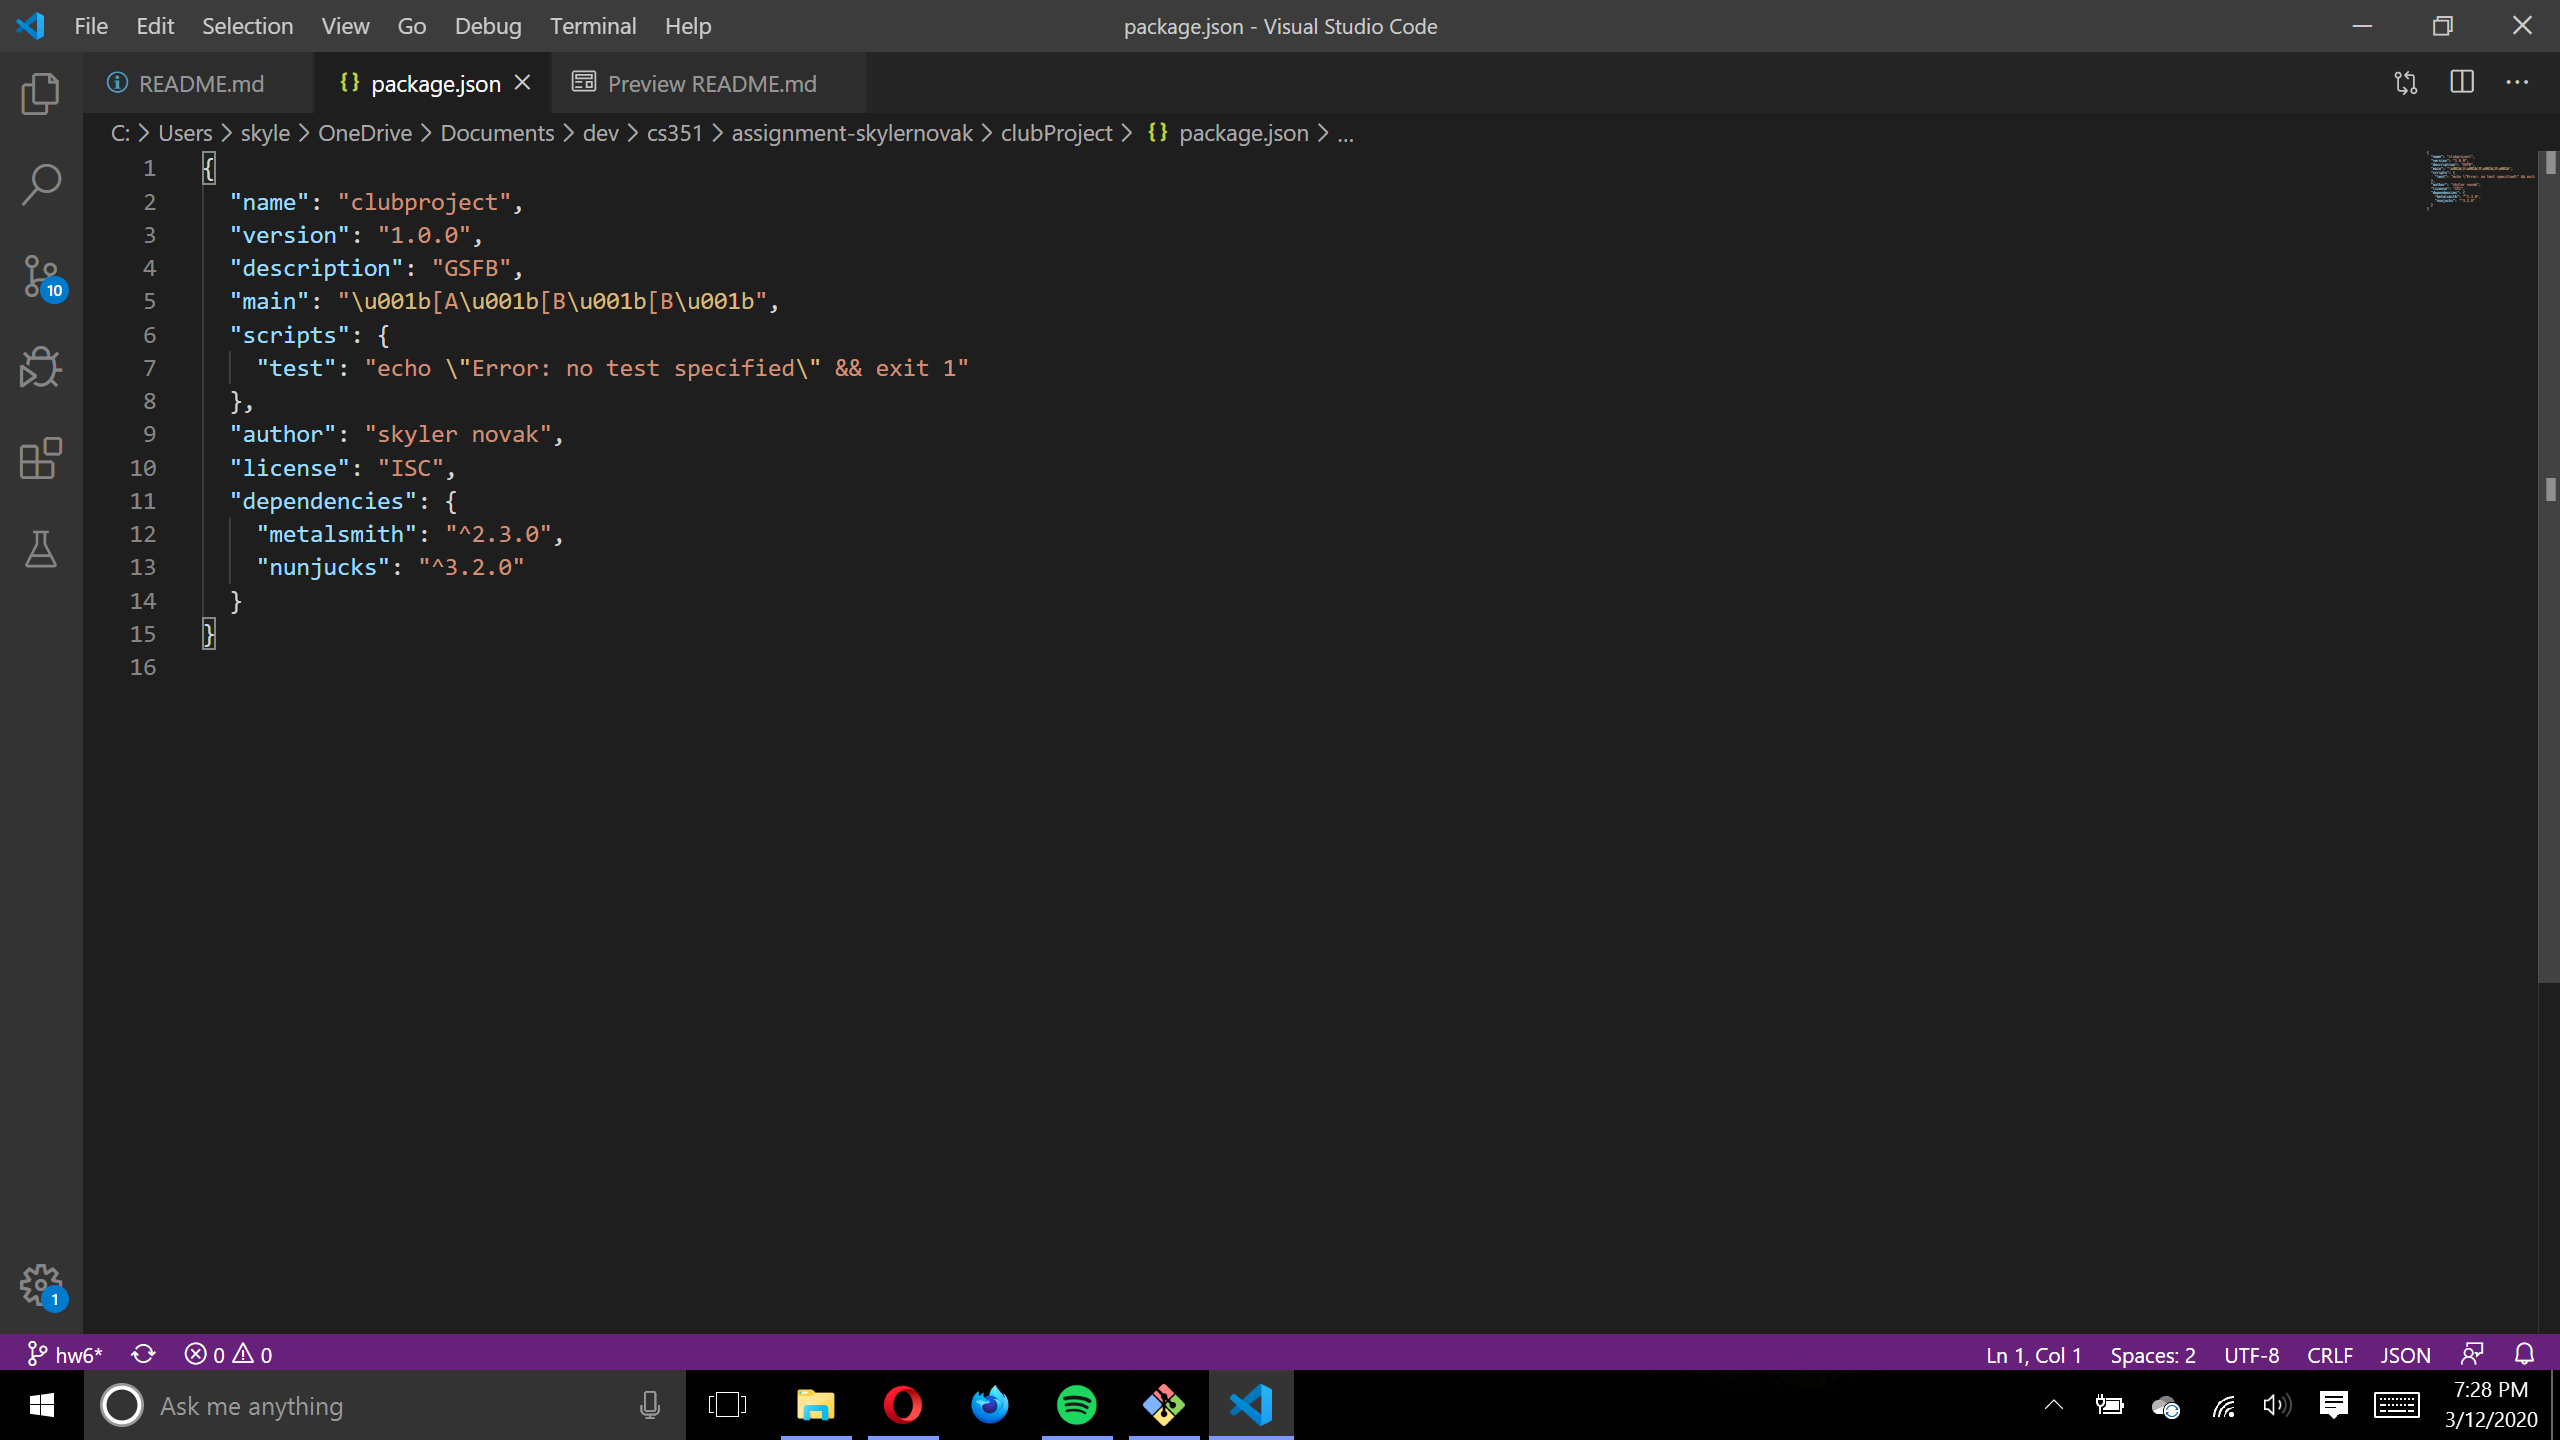 File Edit Selection View Go Debug Terminal Help
package.json - Visual Studio Code
README.md
package.json
Preview README.md
C: > Users > skyle > OneDrive > Documents > dev > cs351 > assignment-skylernovak > clubProject > {} package.json > ...
1 {
2 "name": "clubproject",
3 "version": "1.0.0",
4 "description": "GSFB",
5 "main": "\u001b[A\u001b[B\u001b[B\u001b",
6 "scripts": {
7 "test": "echo \"Error: no test specified\" && exit 1"
8 },
9 "author": "skyler novak",
10 "license": "ISC",
11 "dependencies": {
12 "metalsmith": "^2.3.0",
13 "nunjucks": "^3.2.0"
14 }
15 }
16
10
1
hw6* 0 0
Ln 1, Col 1 Spaces: 2 UTF-8 CRLF JSON
Ask me anything
7:28 PM
3/12/2020